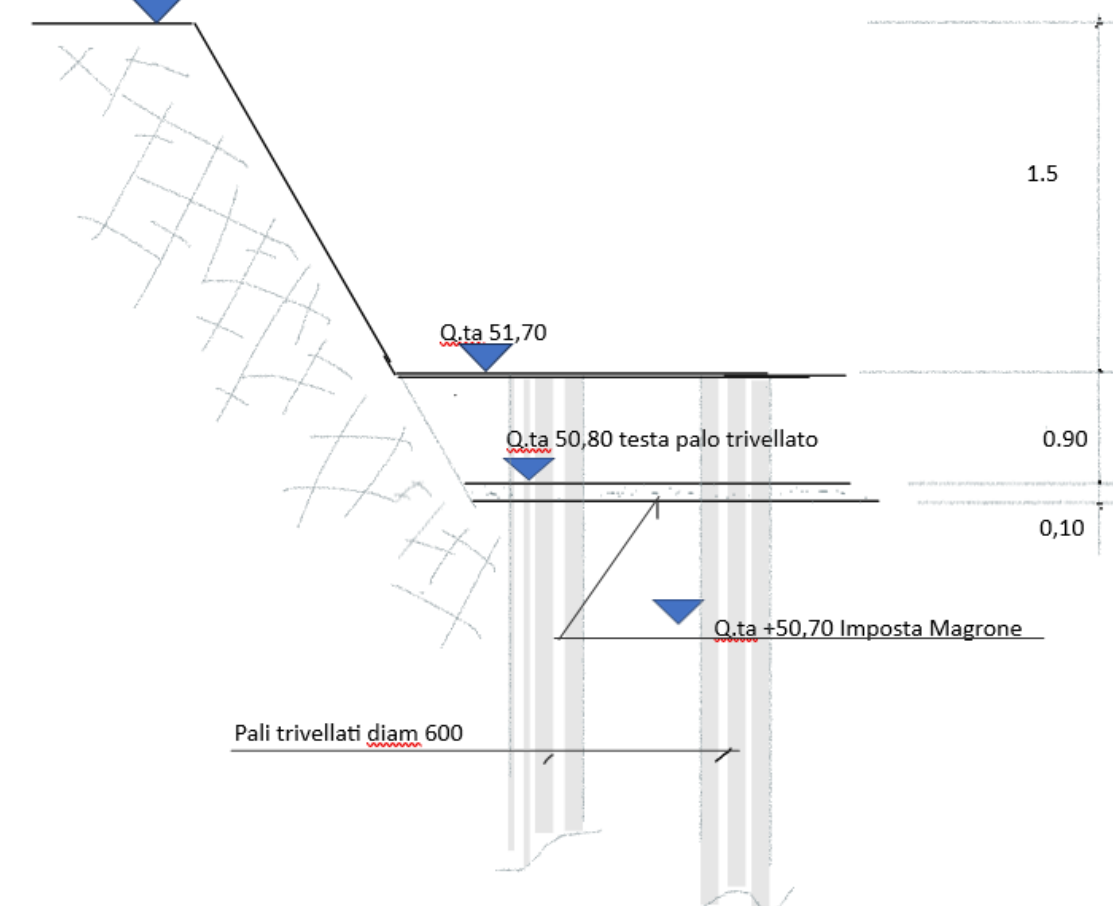 1.5
Q.ta 51,70
Q.ta 50,80 testa palo trivellato
0.90
0,10
Q.ta +50,70 Imposta Magrone
Pali trivellati diam 600